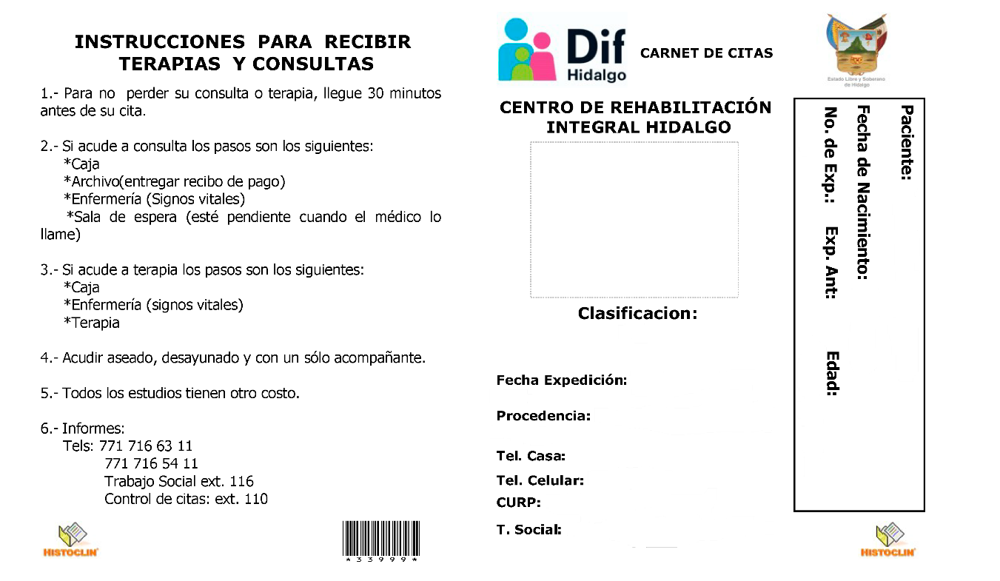 INSTRUCCIONES PARA RECIBIR
TERAPIAS Y CONSULTAS
1.- Para no perder su consulta o terapia, llegue 30 minutos
antes de su cita.
2.- Si acude a consulta los pasos son los siguientes:
*Caja
*Archivo(entregar recibo de pago)
*Enfermería (Signos vitales)
*Sala de espera (esté pendiente cuando el médico lo
llame)
3.- Si acude a terapia los pasos son los siguientes:
*Caja
*Enfermería (signos vitales)
*Terapia
4.- Acudir aseado, desayunado y con un sólo acompañante.
5.- Todos los estudios tienen otro costo.
6.- Informes:
Tels: 771 716 63 11
771 716 54 11
Trabajo Social ext. 116
Control de citas: ext. 110
HISTOCLIN
*33999*
Dif
Hidalgo
CARNET DE CITAS
Estado Libre y Soberano
de Hidalgo
CENTRO DE REHABILITACIÓN
INTEGRAL HIDALGO
Clasificacion:
Fecha Expedición:
Procedencia:
Tel. Casa:
Tel. Celular:
CURP:
T. Social:
Paciente:
Fecha de Nacimiento:
No. de Exp.: Exp. Ant: Edad:
HISTOCLIN